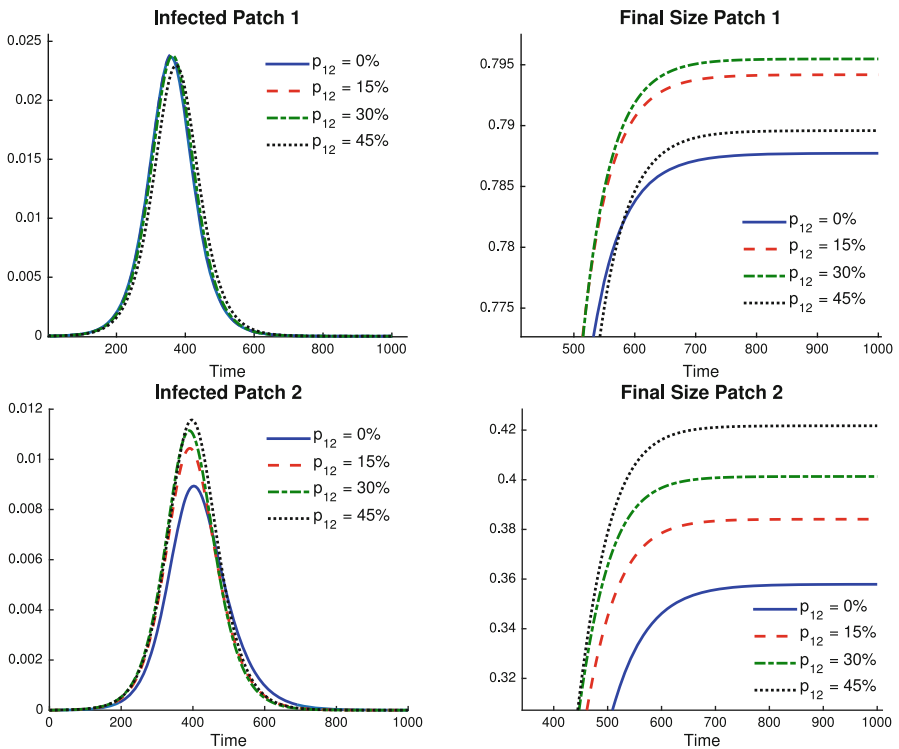 Infected Patch 1
0.025
0.02
0.015
0.01
0.005
0
200
400
600
800
1000
Time
p12 = 0%
p12 = 15%
p12 = 30%
p12 = 45%
Final Size Patch 1
0.795
0.79
0.785
0.78
0.775
500
600
700
800
900
1000
Time
p12 = 0%
p12 = 15%
p12 = 30%
p12 = 45%
Infected Patch 2
0.012
0.01
0.008
0.006
0.004
0.002
0
0
200
400
600
800
1000
Time
p12 = 0%
p12 = 15%
p12 = 30%
p12 = 45%
Final Size Patch 2
0.42
0.4
0.38
0.36
0.34
0.32
400
500
600
700
800
900
1000
Time
p12 = 0%
p12 = 15%
p12 = 30%
p12 = 45%